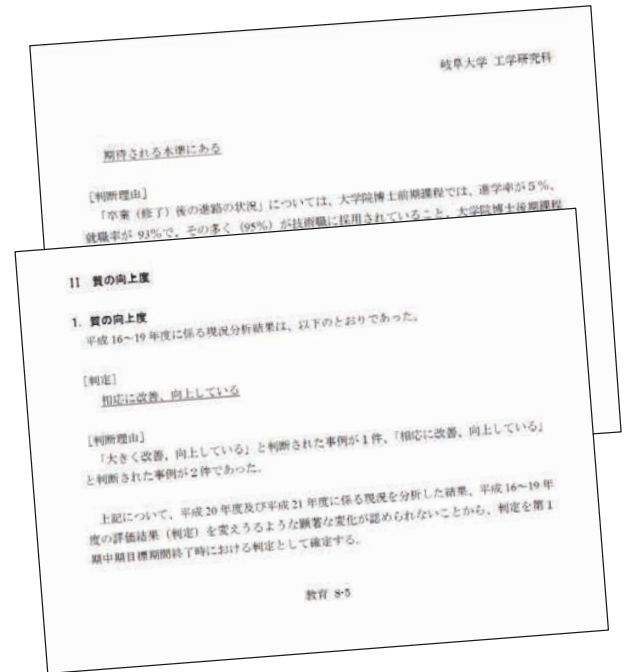 岐阜大学 工学研究科
期待される水準にある
［判断理由］
「卒業（修了）後の進路の状況」については、大学院博士前期課程では、進学率が5％、
就職率が 93％で、その多く（95％）が技術職に採用されていること、大学院博士後期課程
II 質の向上度
1. 質の向上度
平成 16～19 年度に係る現況分析結果は、以下のとおりであった。
［判定］
相応に改善、向上している
［判断理由］
「大きく改善、向上している」と判断された事例が1件、「相応に改善、向上している」
と判断された事例が2件であった。
上記について、平成 20 年度及び平成 21 年度に係る現況を分析した結果、平成 16～19 年
度の評価結果（判定）を変えうるような顕著な変化が認められないことから、判定を第1
期中期目標期間終了時における判定として確定する。
教育 8-5